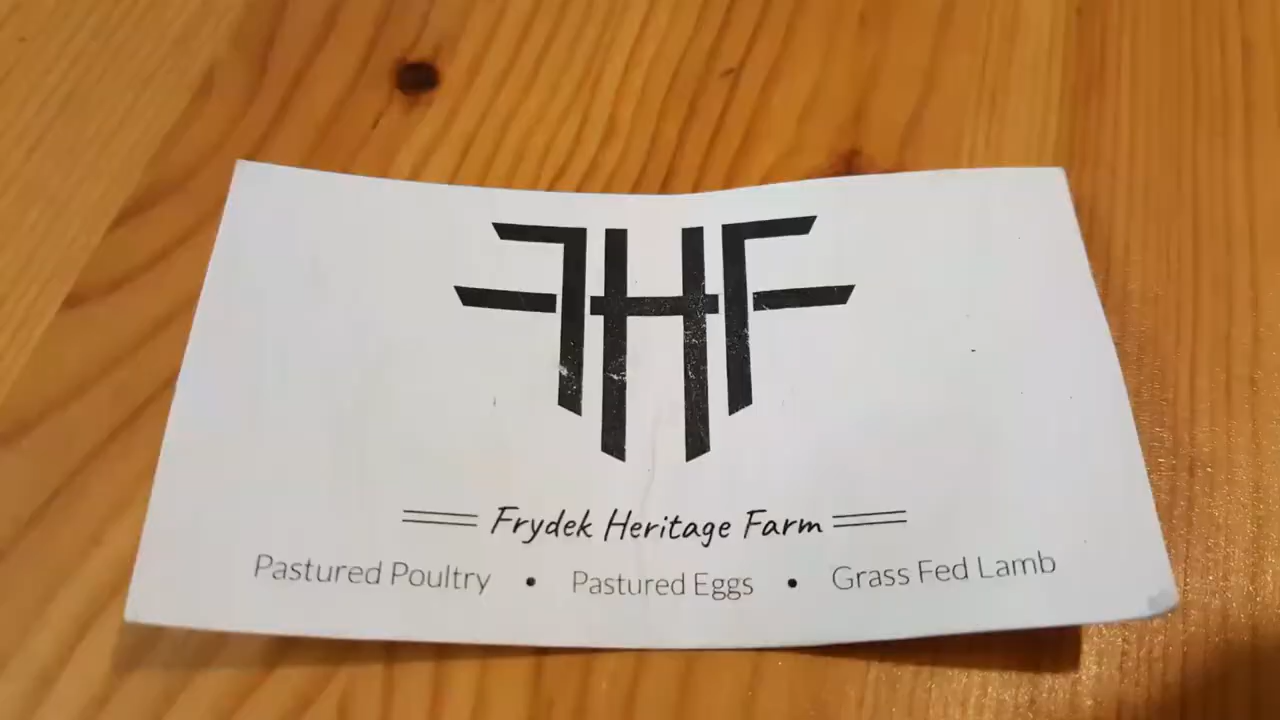 FHF
Frydek Heritage Farm
Pastured Poultry • Pastured Eggs • Grass Fed Lamb